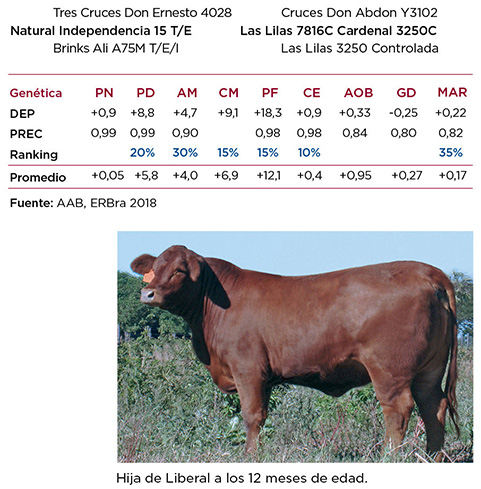 Tres Cruces Don Ernesto 4028 Cruces Don Abdon Y3102
Natural Independencia 15 T/E Las Lilas 7816C Cardenal 3250C
Brinks Ali A75M T/E/I Las Lilas 3250 Controlada
Genética PN PD AM CM PF CE AOB GD MAR
DEP +0,9 +8,8 +4,7 +9,1 +18,3 +0,9 +0,33 -0,25 +0,22
PREC 0,99 0,99 0,90 0,98 0,98 0,84 0,80 0,82
Ranking 20% 30% 15% 15% 10% 35%
Promedio +0,05 +5,8 +4,0 +6,9 +12,1 +0,4 +0,95 +0,27 +0,17
Fuente: AAB, ERBra 2018
Hija de Liberal a los 12 meses de edad.